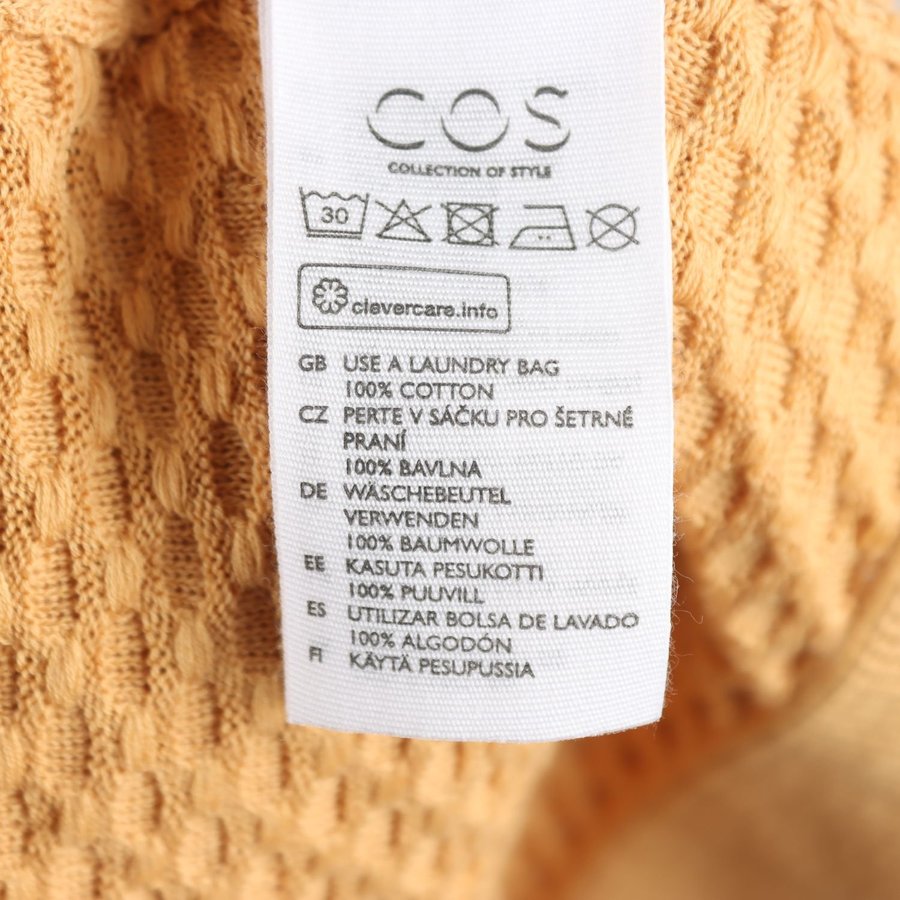 COS
COLLECTION OF STYLE
30
clevercare.info
GB USE A LAUNDRY BAG
100% COTTON
CZ PERTE V SÁČKU PRO ŠETRNÉ
PRANÍ
100% BAVLNA
DE WÄSCHEBEUTEL
VERWENDEN
100% BAUMWOLLE
EE KASUTA PESUKOTTI
100% PUUVILL
ES UTILIZAR BOLSA DE LAVADO
100% ALGODÓN
FI KÄYTÄ PESUPUSSIA